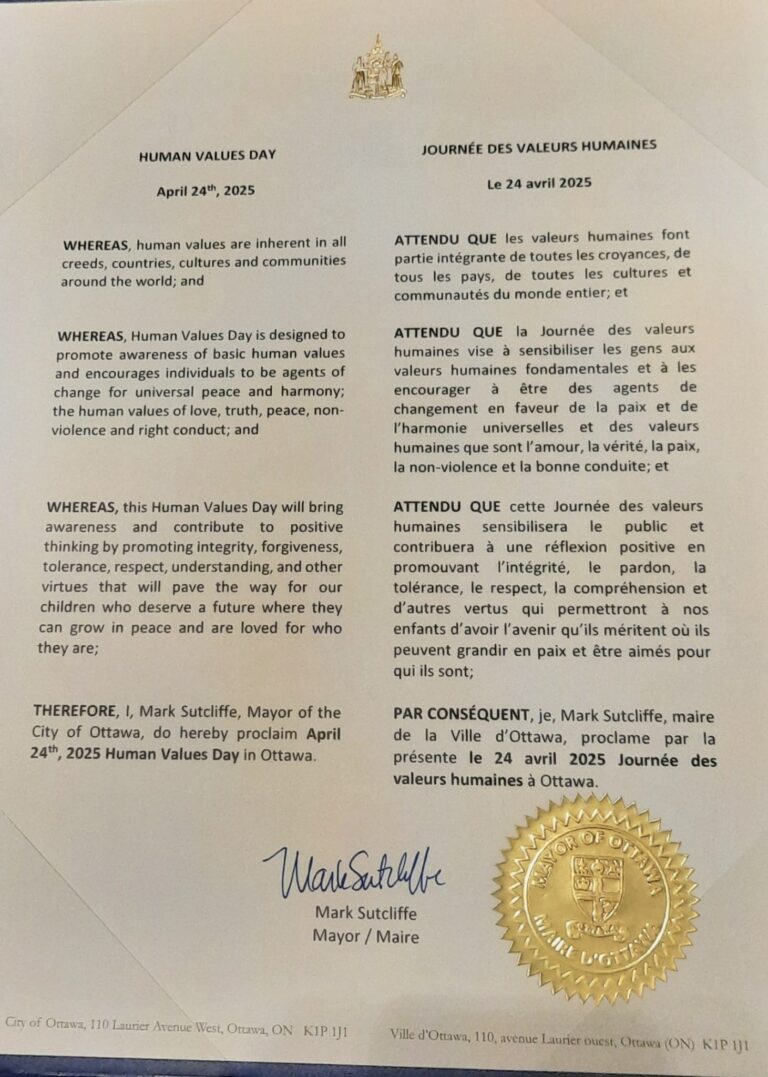 HUMAN VALUES DAY
April 24th, 2025
WHEREAS, human values are inherent in all
creeds, countries, cultures and communities
around the world; and
WHEREAS, Human Values Day is designed to
promote awareness of basic human values
and encourages individuals to be agents of
change for universal peace and harmony;
the human values of love, truth, peace, non-
violence and right conduct; and
WHEREAS, this Human Values Day will bring
awareness and contribute to positive
thinking by promoting integrity, forgiveness,
tolerance, respect, understanding, and other
virtues that will pave the way for our
children who deserve a future where they
can grow in peace and are loved for who
they are;
THEREFORE, I, Mark Sutcliffe, Mayor of the
City of Ottawa, do hereby proclaim April
24th, 2025 Human Values Day in Ottawa.
JOURNÉE DES VALEURS HUMAINES
Le 24 avril 2025
ATTENDU QUE les valeurs humaines font
partie intégrante de toutes les croyances, de
tous les pays, de toutes les cultures et
communautés du monde entier; et
ATTENDU QUE la Journée des valeurs
humaines vise à sensibiliser les gens aux
valeurs humaines fondamentales et à les
encourager à être des agents de
changement en faveur de la paix et de
l'harmonie universelles et des valeurs
humaines que sont l'amour, la vérité, la paix,
la non-violence et la bonne conduite; et
ATTENDU QUE cette Journée des valeurs
humaines sensibilisera le public et
contribuera à une réflexion positive en
promouvant l'intégrité, le pardon, la
tolérance, le respect, la compréhension et
d'autres vertus qui permettront à nos
enfants d'avoir l'avenir qu'ils méritent où ils
peuvent grandir en paix et être aimés pour
qui ils sont;
PAR CONSÉQUENT, je, Mark Sutcliffe, maire
de la Ville d'Ottawa, proclame par la
présente le 24 avril 2025 Journée des
valeurs humaines à Ottawa.
Mark Sutcliffe
Mark Sutcliffe
Mayor / Maire
MAYOR OF OTTAWA
MAIRE D'OTTAWA
City of Ottawa, 110 Laurier Avenue West, Ottawa, ON K1P 1J1
Ville d'Ottawa, 110, avenue Laurier ouest, Ottawa (ON) K1P 1J1